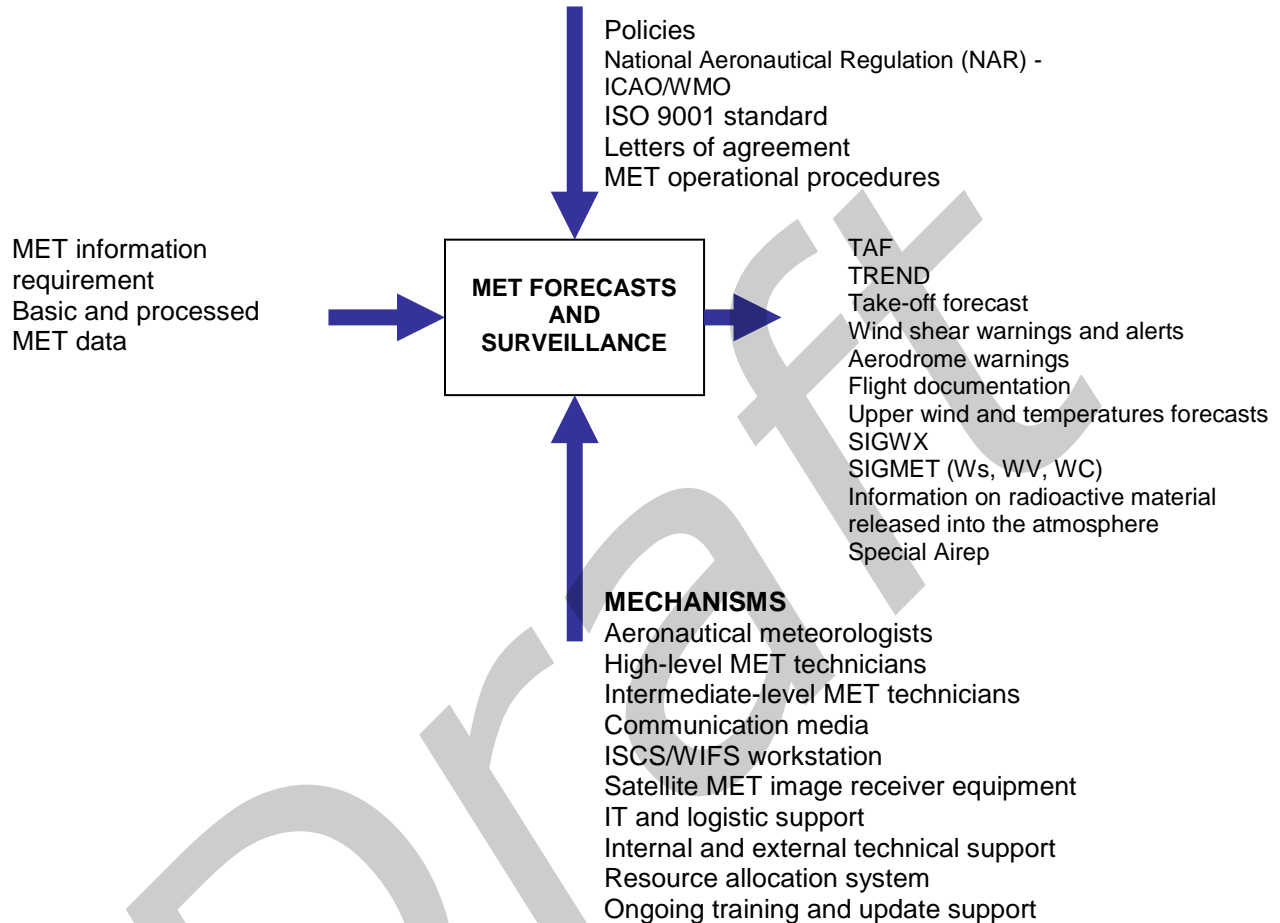 Policies
National Aeronautical Regulation (NAR) -
ICAO/WMO
ISO 9001 standard
Letters of agreement
MET operational procedures
MET information
requirement
Basic and processed
MET data
MET FORECASTS
AND
SURVEILLANCE
TAF
TREND
Take-off forecast
Wind shear warnings and alerts
Aerodrome warnings
Flight documentation
Upper wind and temperatures forecasts
SIGWX
SIGMET (Ws, WV, WC)
Information on radioactive material
released into the atmosphere
Special Airep
MECHANISMS
Aeronautical meteorologists
High-level MET technicians
Intermediate-level MET technicians
Communication media
ISCS/WIFS workstation
Satellite MET image receiver equipment
IT and logistic support
Internal and external technical support
Resource allocation system
Ongoing training and update support
Draft